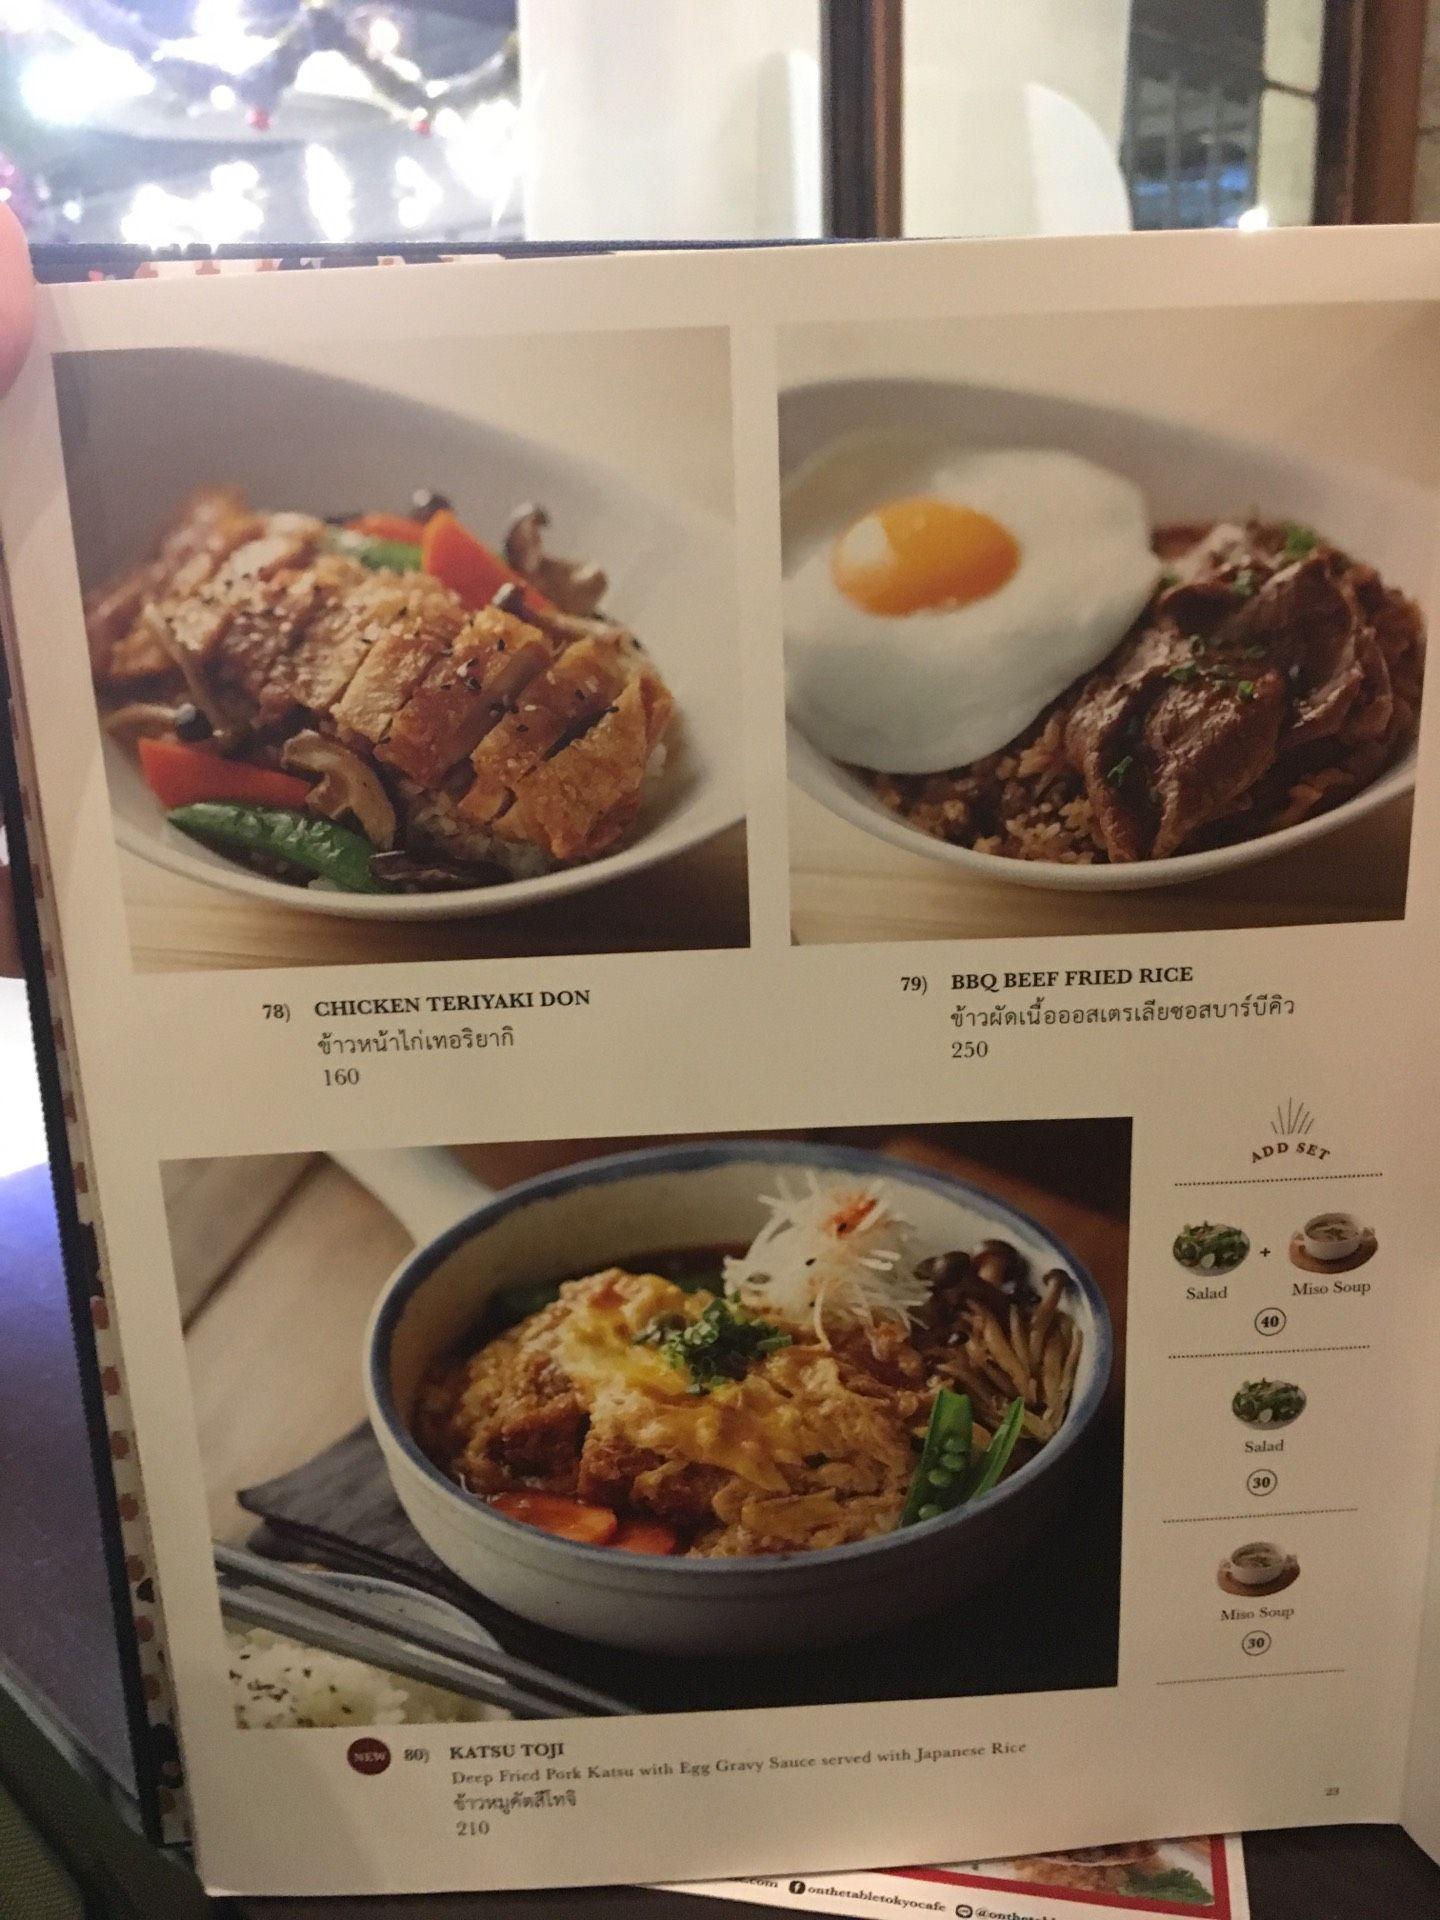 78) CHICKEN TERIYAKI DON
ข้าวหน้าไก่เทอริยากิ
160
79) BBQ BEEF FRIED RICE
ข้าวผัดเนื้อออสเตรเลียซอสบาร์บีคิว
250
ADD SET
Salad + Miso Soup
40
Salad
30
Miso Soup
30
NEW 80) KATSU TOJI
Deep Fried Pork Katsu with Egg Gravy Sauce served with Japanese Rice
ข้าวหมูคัตสึโทจิ
210
23
.com onthetabletokyocafe